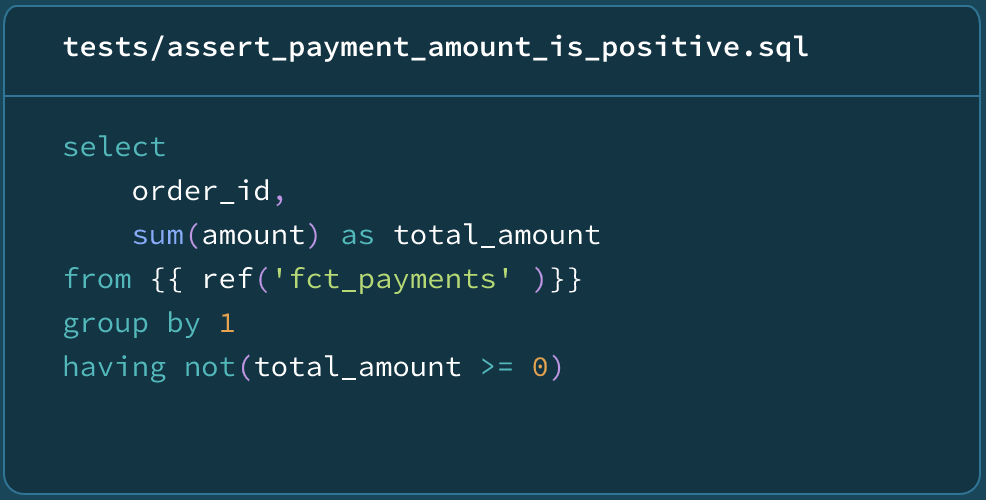 tests/assert_payment_amount_is_positive.sql
select
    order_id,
    sum(amount) as total_amount
from {{ ref('fct_payments' )}}
group by 1
having not(total_amount >= 0)